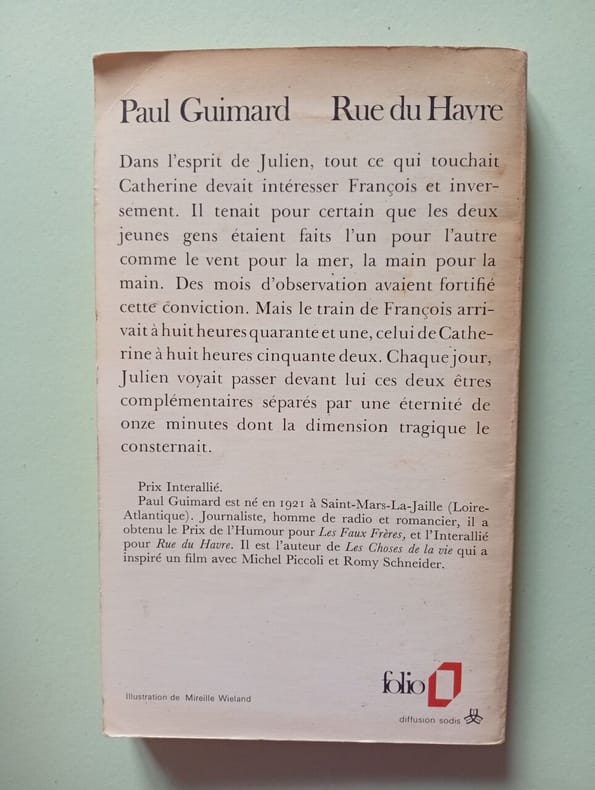 Paul Guimard Rue du Havre
Dans l'esprit de Julien, tout ce qui touchait
Catherine devait intéresser François et inver-
sement. Il tenait pour certain que les deux
jeunes gens étaient faits l'un pour l'autre
comme le vent pour la mer, la main pour la
main. Des mois d'observation avaient fortifié
cette conviction. Mais le train de François arri-
vait à huit heures quarante et une, celui de Cathe-
rine à huit heures cinquante deux. Chaque jour,
Julien voyait passer devant lui ces deux êtres
complémentaires séparés par une éternité de
onze minutes dont la dimension tragique le
consternait.
Prix Interallié.
Paul Guimard est né en 1921 à Saint-Mars-La-Jaille (Loire-
Atlantique). Journaliste, homme de radio et romancier, il a
obtenu le Prix de l'Humour pour Les Faux Frères, et l'Interallié
pour Rue du Havre. Il est l'auteur de Les Choses de la vie qui a
inspiré un film avec Michel Piccoli et Romy Schneider.
folio
Illustration de Mireille Wieland
diffusion sodis